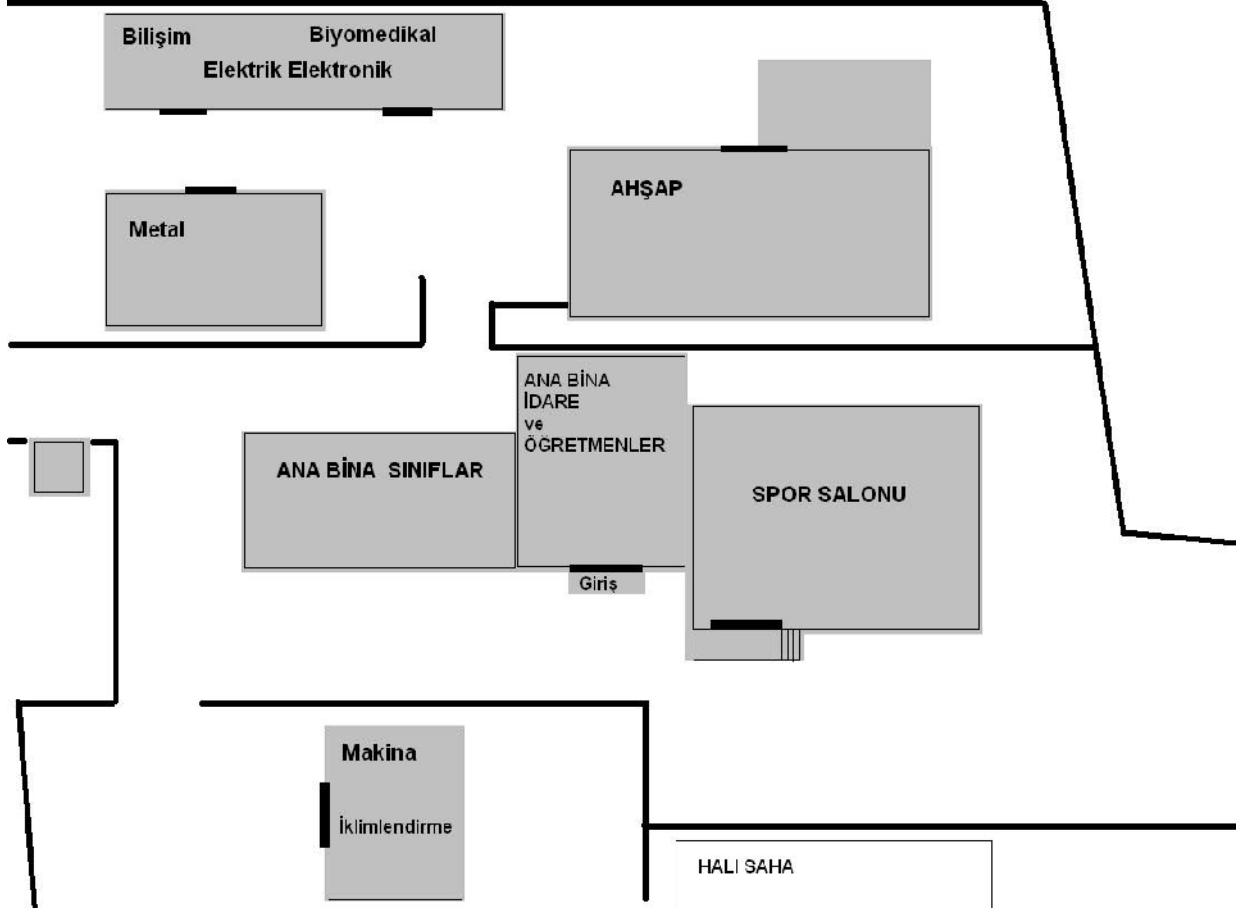 Bilişim
Biyomedikal
Elektrik Elektronik
AHŞAP
Metal
ANA BİNA
İDARE
ve
ÖĞRETMENLER
ANA BİNA  SINIFLAR
SPOR SALONU
Giriş
Makina
İklimlendirme
HALI SAHA